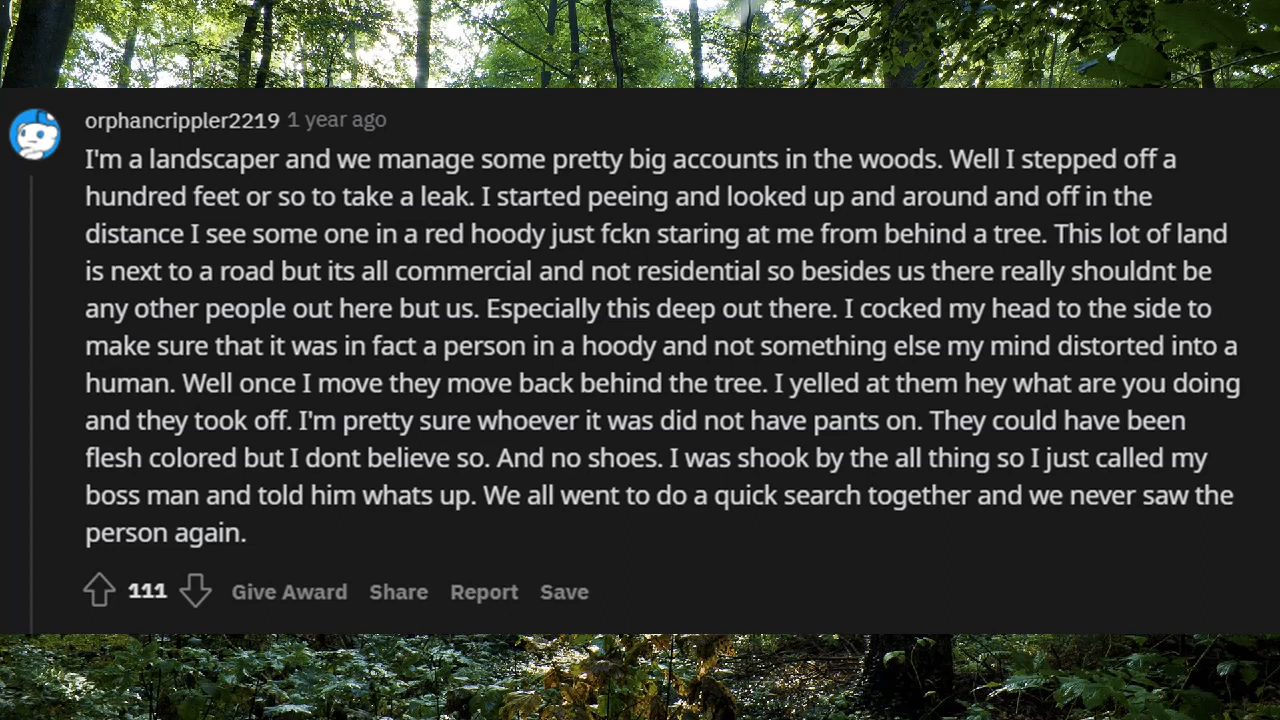 orphancrippler2219 1 year ago
I'm a landscaper and we manage some pretty big accounts in the woods. Well I stepped off a
hundred feet or so to take a leak. I started peeing and looked up and around and off in the
distance I see some one in a red hoody just fckn staring at me from behind a tree. This lot of land
is next to a road but its all commercial and not residential so besides us there really shouldnt be
any other people out here but us. Especially this deep out there. I cocked my head to the side to
make sure that it was in fact a person in a hoody and not something else my mind distorted into a
human. Well once I move they move back behind the tree. I yelled at them hey what are you doing
and they took off. I'm pretty sure whoever it was did not have pants on. They could have been
flesh colored but I dont believe so. And no shoes. I was shook by the all thing so I just called my
boss man and told him whats up. We all went to do a quick search together and we never saw the
person again.
111 Give Award Share Report Save